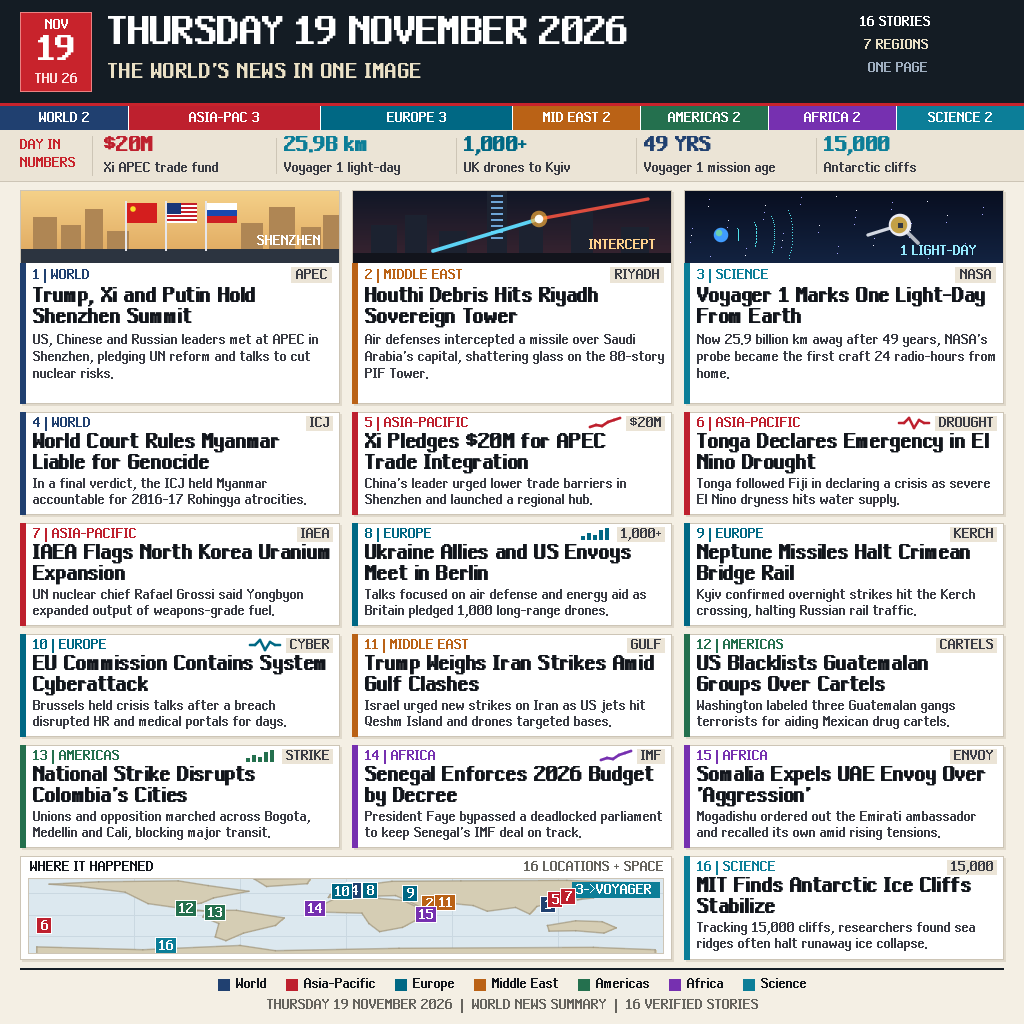 NOV
19
THU 26
THURSDAY 19 NOVEMBER 2026
THE WORLD'S NEWS IN ONE IMAGE
16 STORIES
7 REGIONS
ONE PAGE
WORLD 2
ASIA-PAC 3
EUROPE 3
MID EAST 2
AMERICAS 2
AFRICA 2
SCIENCE 2
DAY IN
NUMBERS
$20M
Xi APEC trade fund
25.9B km
Voyager 1 light-day
1,000+
UK drones to Kyiv
49 YRS
Voyager 1 mission age
15,000
Antarctic cliffs
SHENZHEN
1 | WORLD
APEC
Trump, Xi and Putin Hold
Shenzhen Summit
US, Chinese and Russian leaders met at APEC in
Shenzhen, pledging UN reform and talks to cut
nuclear risks.
INTERCEPT
2 | MIDDLE EAST
RIYADH
Houthi Debris Hits Riyadh
Sovereign Tower
Air defenses intercepted a missile over Saudi
Arabia's capital, shattering glass on the 80-story
PIF Tower.
1 LIGHT-DAY
3 | SCIENCE
NASA
Voyager 1 Marks One Light-Day
From Earth
Now 25.9 billion km away after 49 years, NASA's
probe became the first craft 24 radio-hours from
home.
4 | WORLD
ICJ
World Court Rules Myanmar
Liable for Genocide
In a final verdict, the ICJ held Myanmar
accountable for 2016-17 Rohingya atrocities.
5 | ASIA-PACIFIC
$20M
Xi Pledges $20M for APEC
Trade Integration
China's leader urged lower trade barriers in
Shenzhen and launched a regional hub.
6 | ASIA-PACIFIC
DROUGHT
Tonga Declares Emergency in El
Nino Drought
Tonga followed Fiji in declaring a crisis as severe
El Nino dryness hits water supply.
7 | ASIA-PACIFIC
IAEA
IAEA Flags North Korea Uranium
Expansion
UN nuclear chief Rafael Grossi said Yongbyon
expanded output of weapons-grade fuel.
8 | EUROPE
1,000+
Ukraine Allies and US Envoys
Meet in Berlin
Talks focused on air defense and energy aid as
Britain pledged 1,000 long-range drones.
9 | EUROPE
KERCH
Neptune Missiles Halt Crimean
Bridge Rail
Kyiv confirmed overnight strikes hit the Kerch
crossing, halting Russian rail traffic.
10 | EUROPE
CYBER
EU Commission Contains System
Cyberattack
Brussels held crisis talks after a breach
disrupted HR and medical portals for days.
11 | MIDDLE EAST
GULF
Trump Weighs Iran Strikes Amid
Gulf Clashes
Israel urged new strikes on Iran as US jets hit
Qeshm Island and drones targeted bases.
12 | AMERICAS
CARTELS
US Blacklists Guatemalan
Groups Over Cartels
Washington labeled three Guatemalan gangs
terrorists for aiding Mexican drug cartels.
13 | AMERICAS
STRIKE
National Strike Disrupts
Colombia's Cities
Unions and opposition marched across Bogota,
Medellin and Cali, blocking major transit.
14 | AFRICA
IMF
Senegal Enforces 2026 Budget
by Decree
President Faye bypassed a deadlocked parliament
to keep Senegal's IMF deal on track.
15 | AFRICA
ENVOY
Somalia Expels UAE Envoy Over
'Aggression'
Mogadishu ordered out the Emirati ambassador
and recalled its own amid rising tensions.
WHERE IT HAPPENED
16 LOCATIONS + SPACE
10
4
8
9
3->VOYAGER
2
11
5
7
12
13
14
15
6
16
16 | SCIENCE
15,000
MIT Finds Antarctic Ice Cliffs
Stabilize
Tracking 15,000 cliffs, researchers found sea
ridges often halt runaway ice collapse.
World
Asia-Pacific
Europe
Middle East
Americas
Africa
Science
THURSDAY 19 NOVEMBER 2026 | WORLD NEWS SUMMARY | 16 VERIFIED STORIES